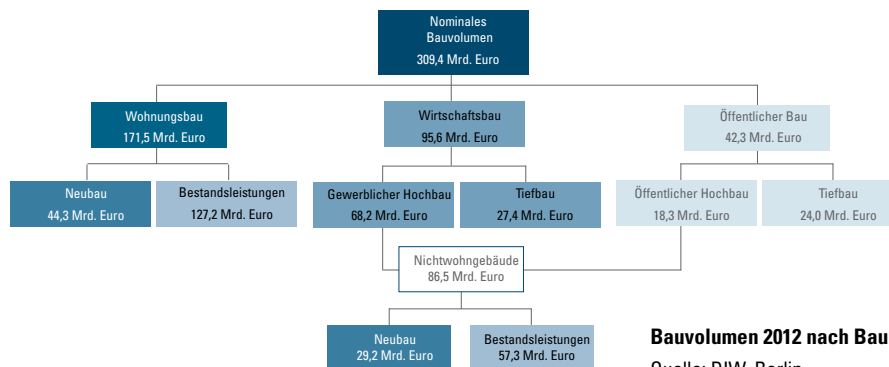 Nominales
Bauvolumen
309,4 Mrd. Euro
Wohnungsbau
171,5 Mrd. Euro
Wirtschaftsbau
95,6 Mrd. Euro
Öffentlicher Bau
42,3 Mrd. Euro
Neubau
44,3 Mrd. Euro
Bestandsleistungen
127,2 Mrd. Euro
Gewerblicher Hochbau
68,2 Mrd. Euro
Tiefbau
27,4 Mrd. Euro
Öffentlicher Hochbau
18,3 Mrd. Euro
Tiefbau
24,0 Mrd. Euro
Nichtwohngebäude
86,5 Mrd. Euro
Neubau
29,2 Mrd. Euro
Bestandsleistungen
57,3 Mrd. Euro
Bauvolumen 2012 nach Bau
Quelle: DIW, Berlin